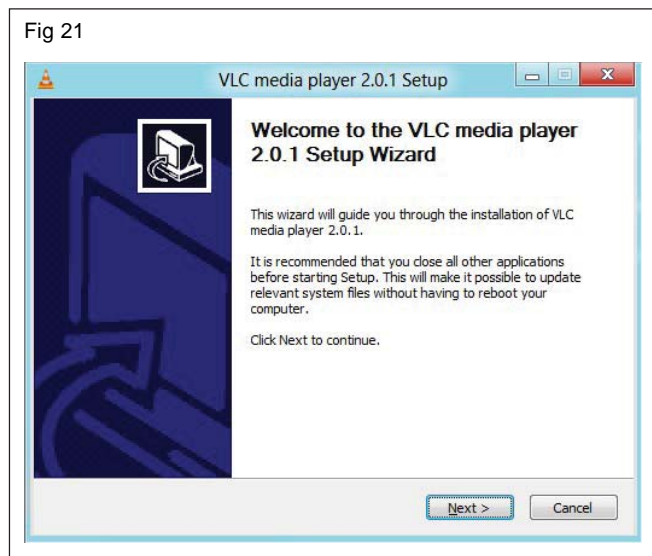 Fig 21
VLC media player 2.0.1 Setup
Welcome to the VLC media player
2.0.1 Setup Wizard
This wizard will guide you through the installation of VLC
media player 2.0.1.
It is recommended that you close all other applications
before starting Setup. This will make it possible to update
relevant system files without having to reboot your
computer.
Click Next to continue.
Next >
Cancel